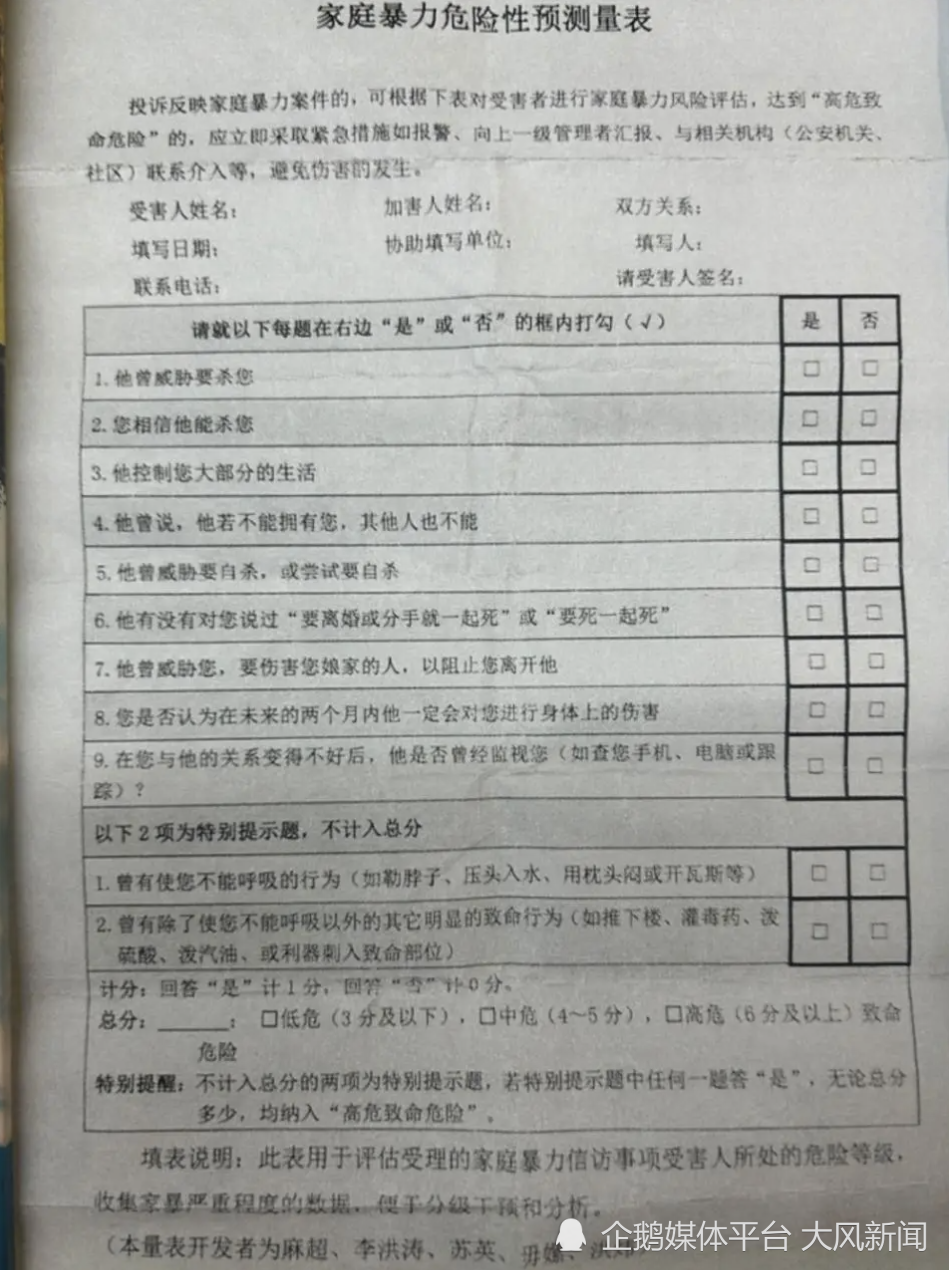 家庭暴力危险性预测量表
投诉反映家庭暴力案件的，可根据下表对受害者进行家庭暴力风险评估，达到“高危致
命危险”的，应立即采取紧急措施如报警、向上一级管理者汇报、与相关机构（公安机关、
社区）联系介入等，避免伤害的发生。
受害人姓名： 加害人姓名： 双方关系：
填写日期： 协助填写单位： 填写人：
联系电话： 请受害人签名：
请就以下每题在右边“是”或“否”的框内打勾（√） 是 否
1.他曾威胁要杀您 □ □
2.您相信他能杀您 □ □
3.他控制您大部分的生活 □ □
4.他曾说，他若不能拥有您，其他人也不能 □ □
5.他曾威胁要自杀，或尝试要自杀 □ □
6.他有没有对您说过“要离婚或分手就一起死”或“要死一起死” □ □
7.他曾威胁您，要伤害您娘家的人，以阻止您离开他 □ □
8.您是否认为在未来的两个月内他一定会对您进行身体上的伤害 □ □
9.在您与他的关系变得不好后，他是否曾经监视您（如查您手机、电脑或跟 □ □
踪）？
以下2项为特别提示题，不计入总分
1.曾有使您不能呼吸的行为（如勒脖子、压头入水、用枕头闷或开瓦斯等） □ □
2.曾有除了使您不能呼吸以外的其它明显的致命行为（如推下楼、灌毒药、泼 □ □
硫酸、泼汽油、或利器刺入致命部位）
计分：回答“是”计1分，回答“否”计0分。
总分：______； □低危（3分及以下），□中危（4～5分），□高危（6分及以上）致命
危险
特别提醒：不计入总分的两项为特别提示题，若特别提示题中任何一题答“是”，无论总分
多少，均纳入“高危致命危险”。
填表说明：此表用于评估受理的家庭暴力信访事项受害人所处的危险等级，
收集家暴严重程度的数据，便于分级干预和分析。
（本量表开发者为麻超、李洪涛、苏英、毋嫘、
企鹅媒体平台 大风新闻